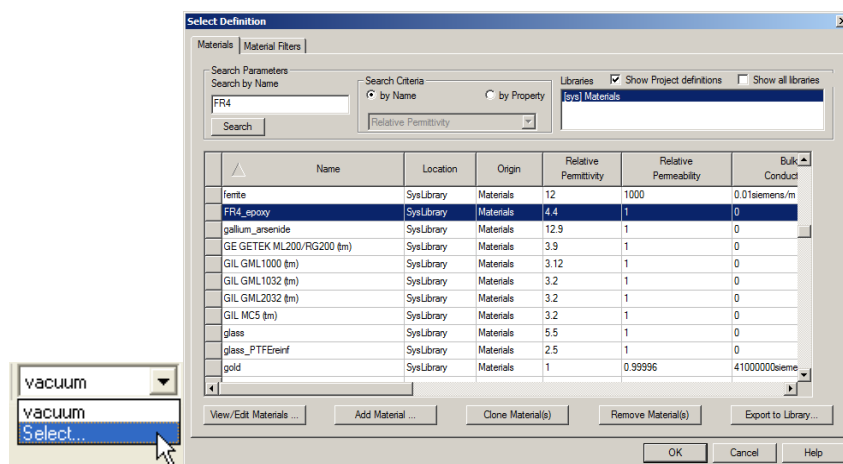 Select Definition
Materials Material Filters
Search Parameters
Search by Name
FR4
Search
Search Criteria
by Name by Property
Relative Permittivity
Libraries Show Project definitions Show all libraries
[sys] Materials
Name Location Origin Relative Permittivity Relative Permeability Bulk Conduct
ferrite SysLibrary Materials 12 1000 0.01siemens/m
FR4_epoxy SysLibrary Materials 4.4 1 0
gallium_arsenide SysLibrary Materials 12.9 1 0
GE GETEK ML200/RG200 (tm) SysLibrary Materials 3.9 1 0
GIL GML1000 (tm) SysLibrary Materials 3.12 1 0
GIL GML1032 (tm) SysLibrary Materials 3.2 1 0
GIL GML2032 (tm) SysLibrary Materials 3.2 1 0
GIL MC5 (tm) SysLibrary Materials 3.2 1 0
glass SysLibrary Materials 5.5 1 0
glass_PTFEreinf SysLibrary Materials 2.5 1 0
gold SysLibrary Materials 1 0.99996 41000000sieme
View/Edit Materials ... Add Material ... Clone Material(s) Remove Material(s) Export to Library...
OK Cancel Help
vacuum
vacuum
Select...